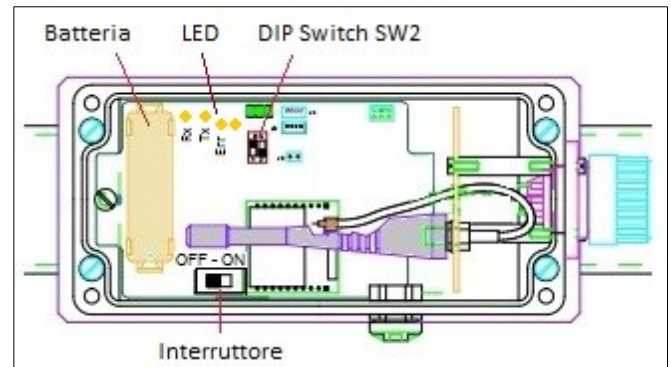 Batteria LED DIP Switch SW2
Rx Tx Err
OFF - ON
Interruttore